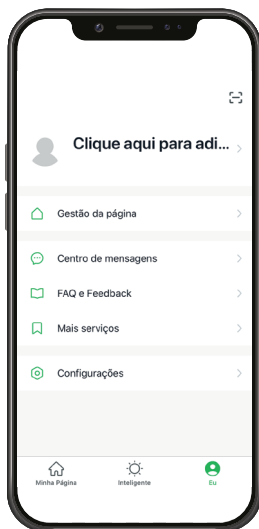 Clique aqui para adi...
Gestão da página
Centro de mensagens
FAQ e Feedback
Mais serviços
Configurações
Minha Página
Inteligente
Eu